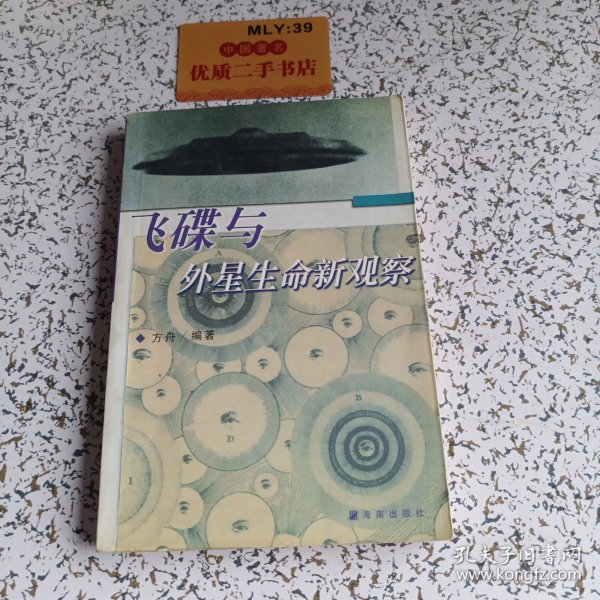 MLY:39
中国著名
优质二手书店
飞碟与
外星生命新观察
◆方舟/编著
A
B
D
I
海南出版社
孔夫子旧书网
www.kongfz.com